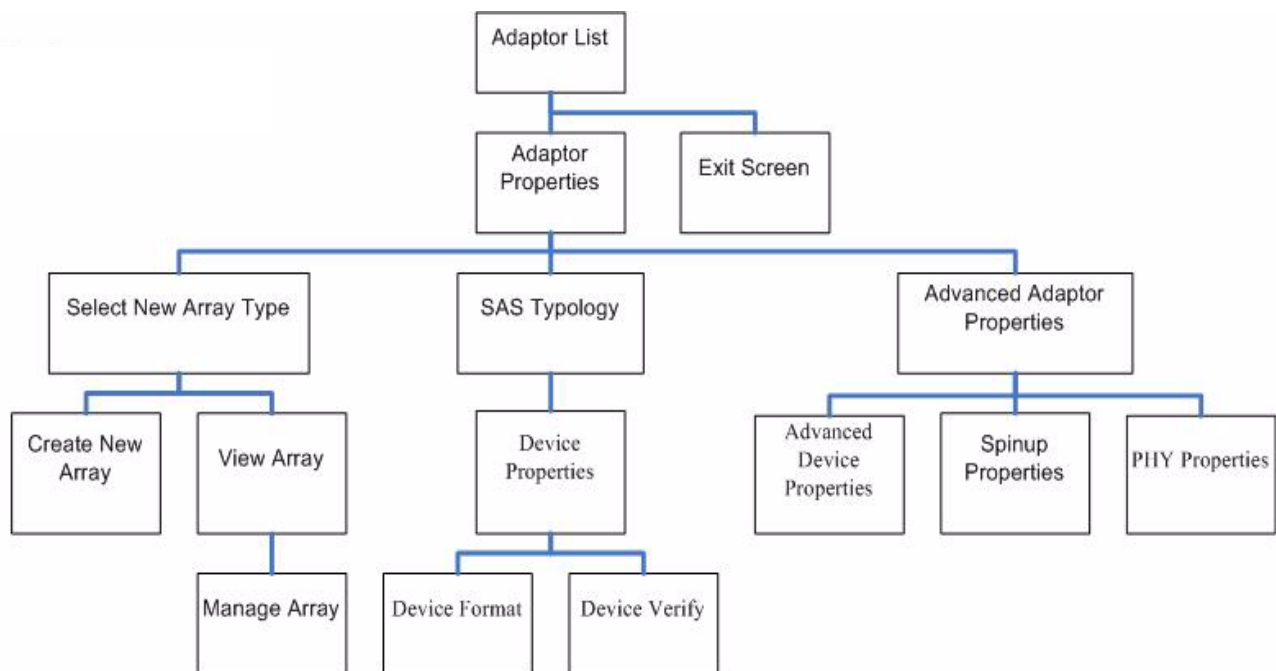 Adaptor List
Adaptor
Properties
Exit Screen
Select New Array Type
SAS Typology
Advanced Adaptor
Properties
Create New
Array
View Array
Device
Properties
Advanced
Device
Properties
Spinup
Properties
PHY Properties
Manage Array
Device Format
Device Verify